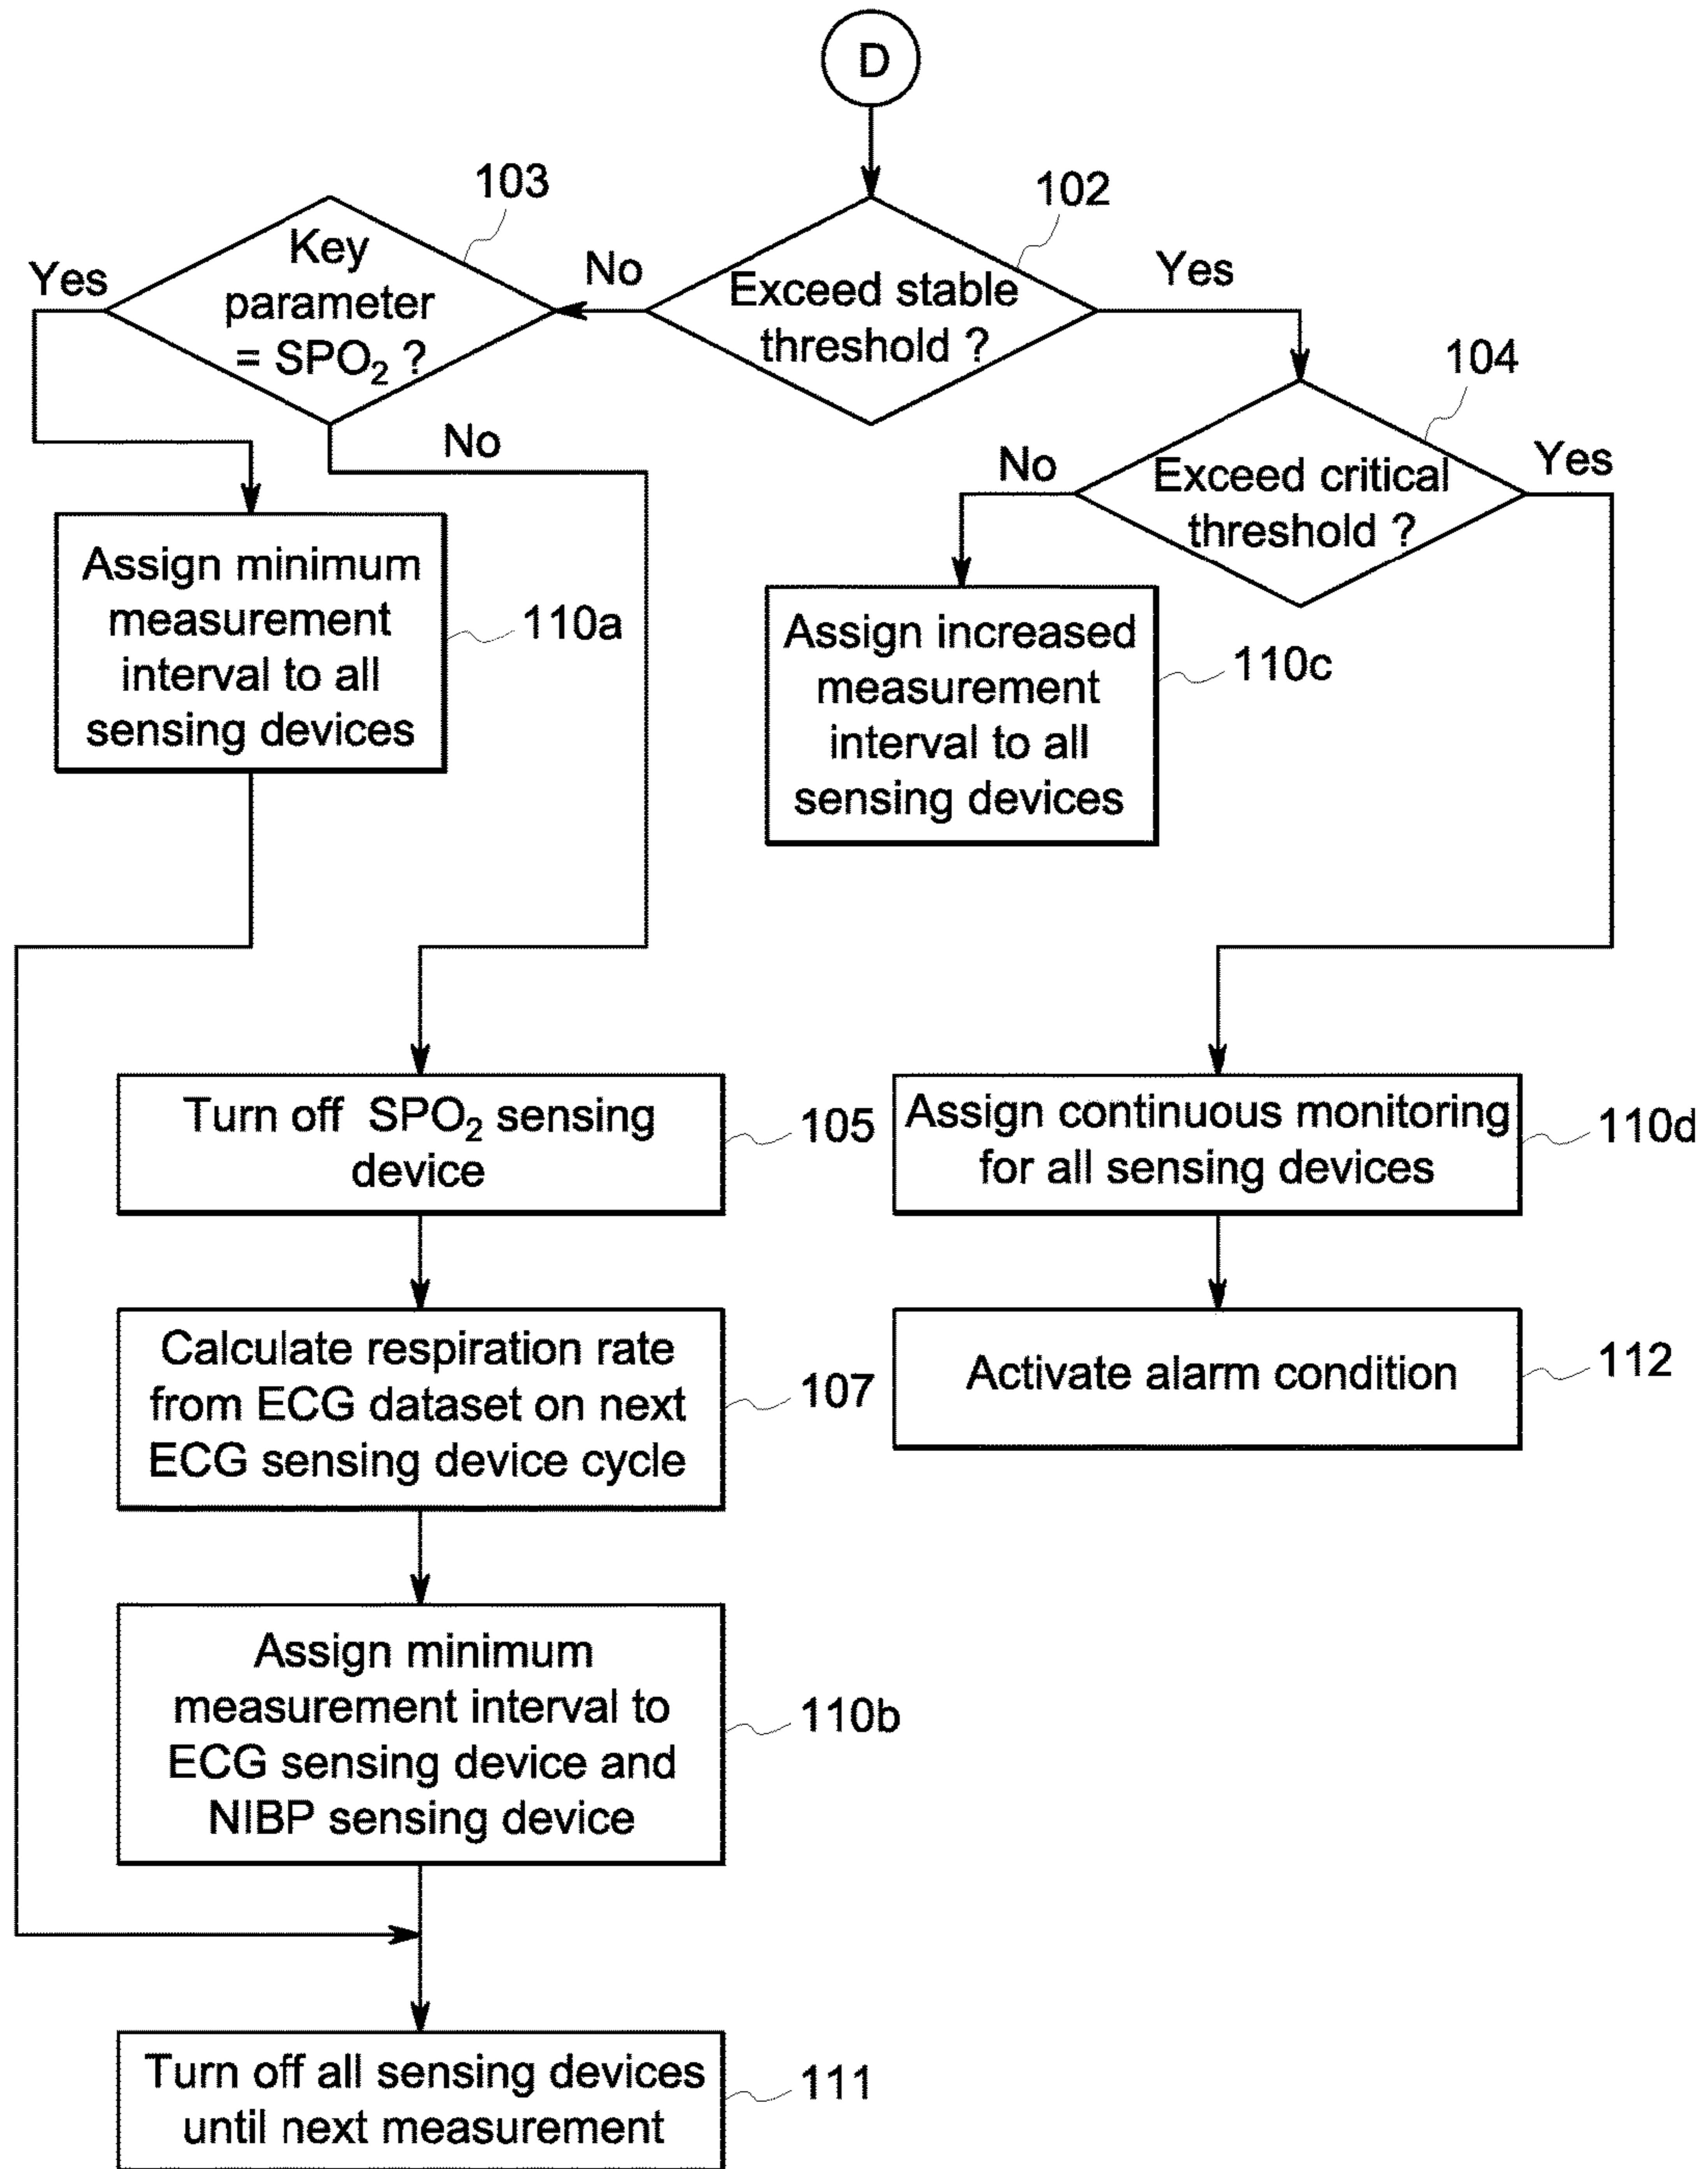 D
103
102
Key
parameter
= SPO₂ ?
Yes
No
Exceed stable
threshold ?
Yes
104
No
No
Exceed critical
threshold ?
Yes
Assign minimum
measurement
interval to all
sensing devices
110a
Assign increased
measurement
interval to all
sensing devices
110c
Turn off SPO₂ sensing
device
105
Assign continuous monitoring
for all sensing devices
110d
Calculate respiration rate
from ECG dataset on next
ECG sensing device cycle
107
Activate alarm condition
112
Assign minimum
measurement interval to
ECG sensing device and
NIBP sensing device
110b
Turn off all sensing devices
until next measurement
111